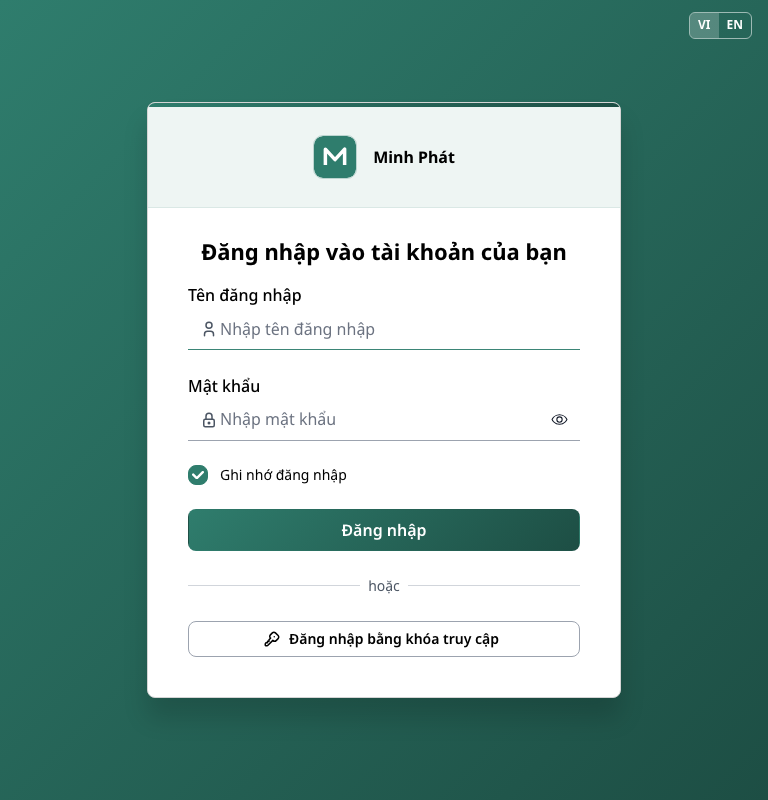 VI EN
Minh Phát
Đăng nhập vào tài khoản của bạn
Tên đăng nhập
Nhập tên đăng nhập
Mật khẩu
Nhập mật khẩu
Ghi nhớ đăng nhập
Đăng nhập
hoặc
Đăng nhập bằng khóa truy cập